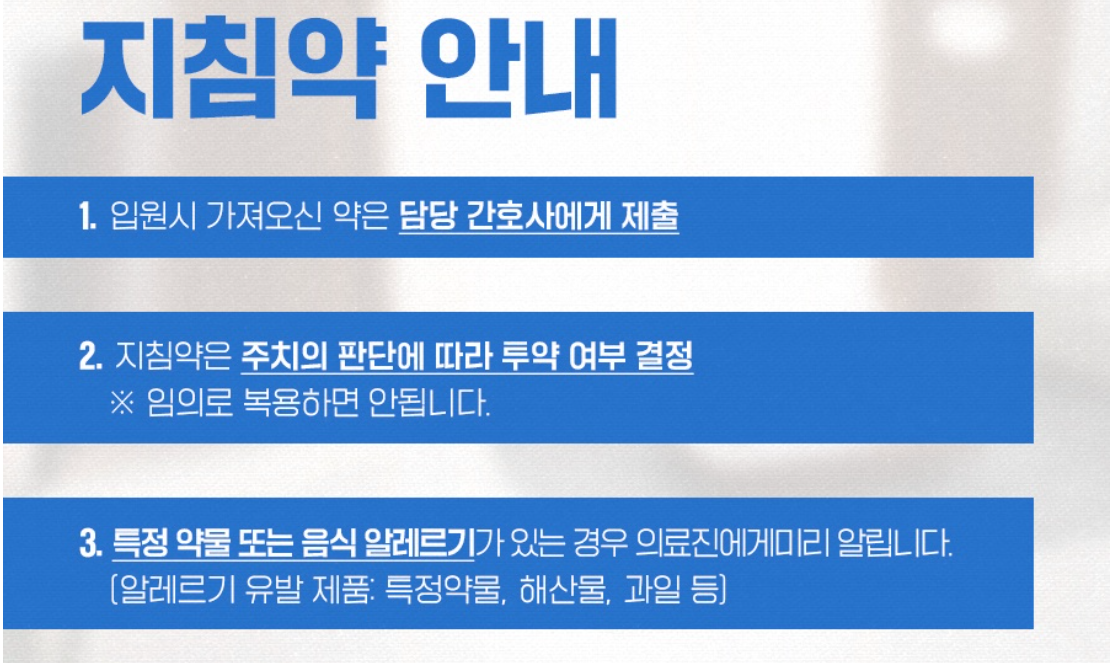 지침약 안내
1. 입원시 가져오신 약은 담당 간호사에게 제출
2. 지침약은 주치의 판단에 따라 투약 여부 결정
※ 임의로 복용하면 안됩니다.
3. 특정 약물 또는 음식 알레르기가 있는 경우 의료진에게미리 알립니다.
(알레르기 유발 제품: 특정약물, 해산물, 과일 등)